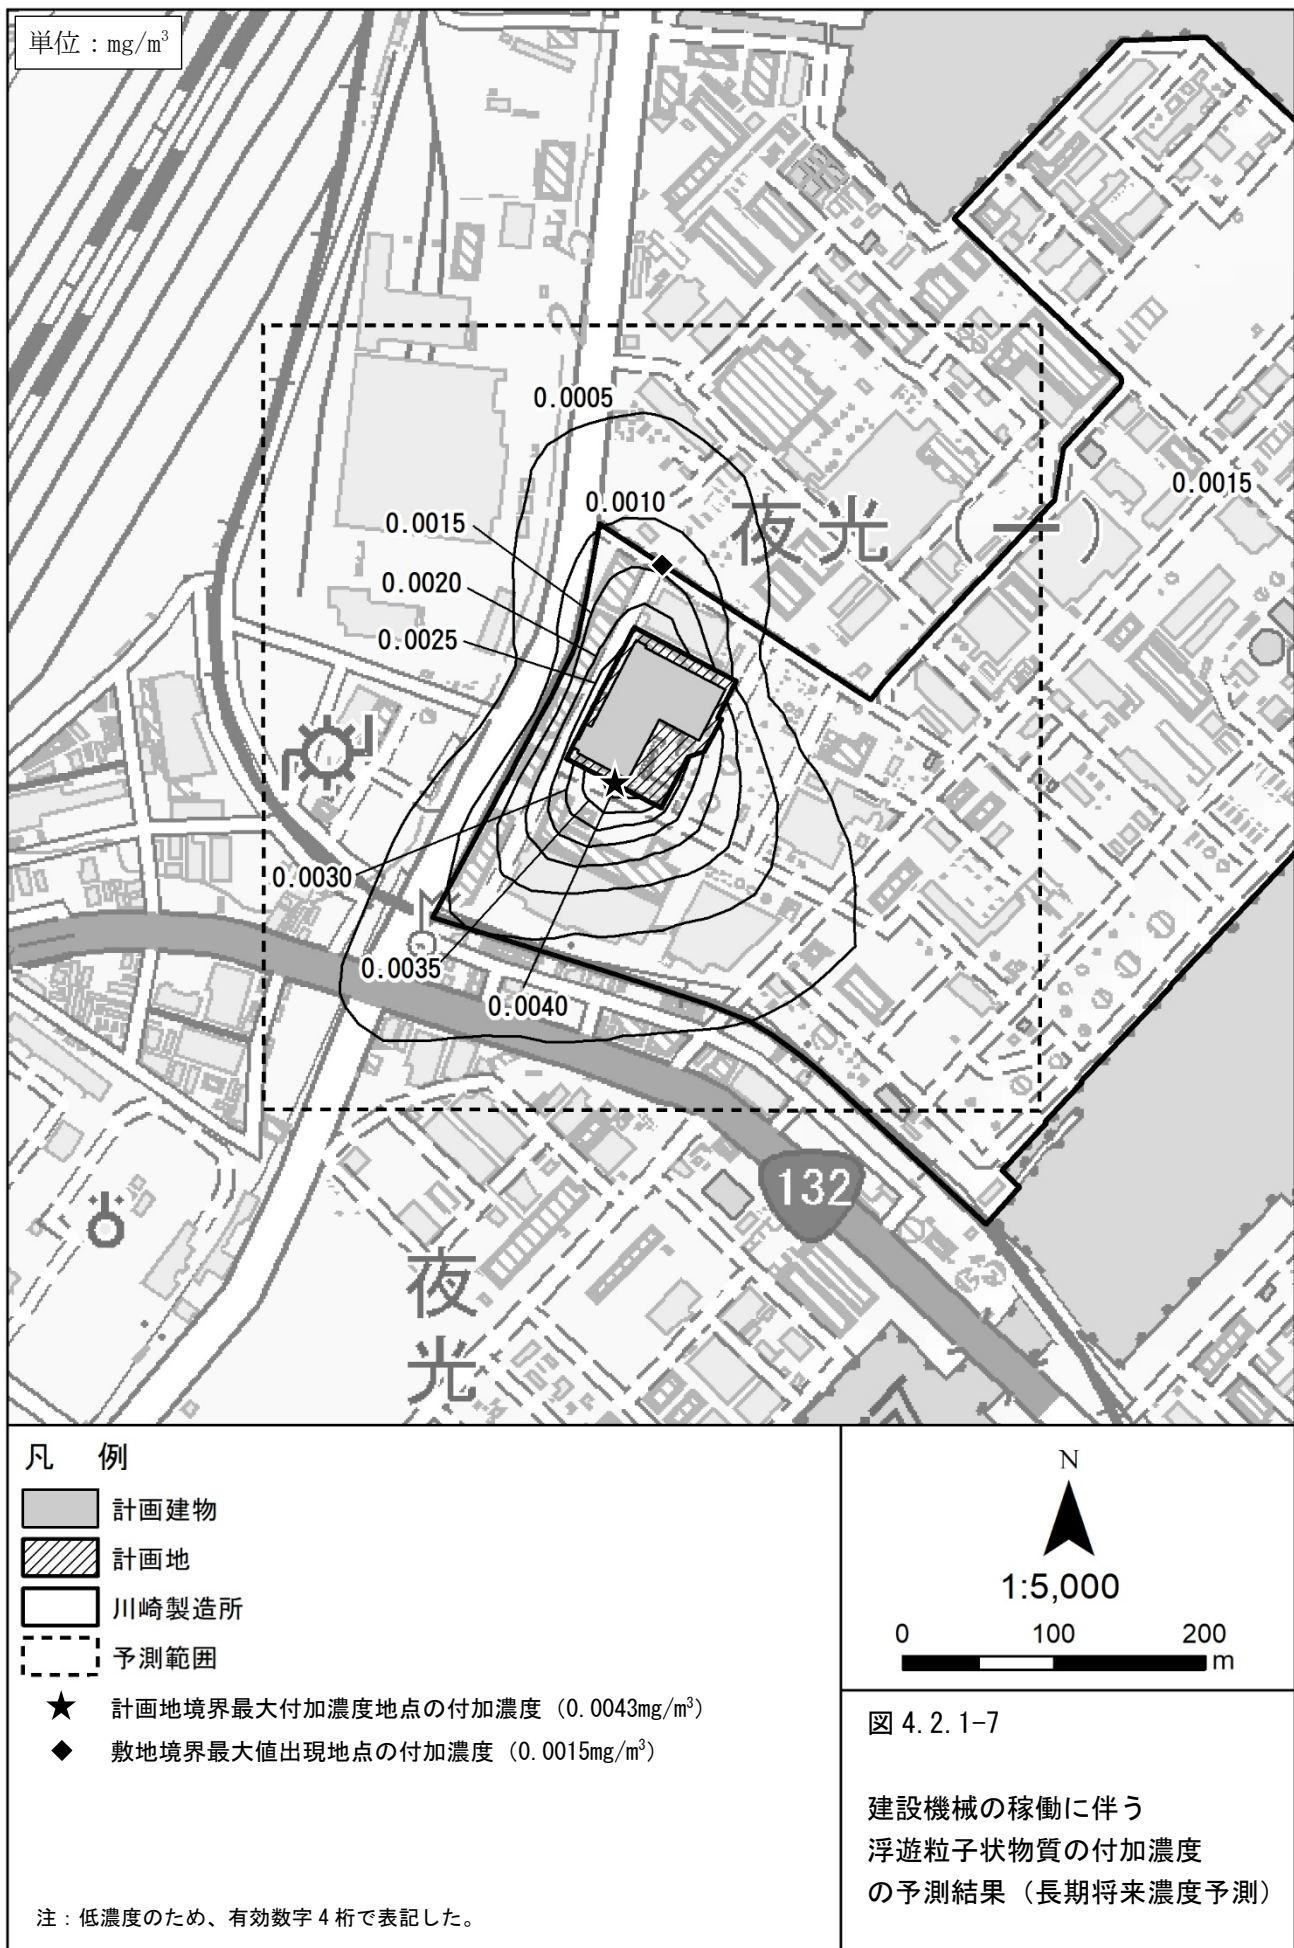 単位：mg/m³
2.5
0.0005
0.0010
0.0015
0.0015
0.0020
0.0025
0.0030
0.0035
0.0040
夜光（一）
132
夜光
凡　例
計画建物
計画地
川崎製造所
予測範囲
★ 計画地境界最大付加濃度地点の付加濃度（0.0043mg/m³）
◆ 敷地境界最大値出現地点の付加濃度（0.0015mg/m³）
注：低濃度のため、有効数字4桁で表記した。
N
1:5,000
0 100 200
m
図 4.2.1-7
建設機械の稼働に伴う
浮遊粒子状物質の付加濃度
の予測結果（長期将来濃度予測）